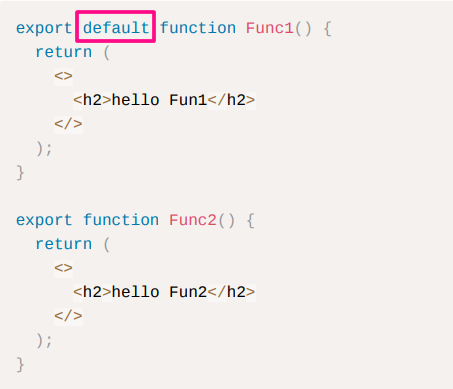 export default function Func1() {
return (
<>
<h2>hello Fun1</h2>
</>
);
}
export function Func2() {
return (
<>
<h2>hello Fun2</h2>
</>
);
}